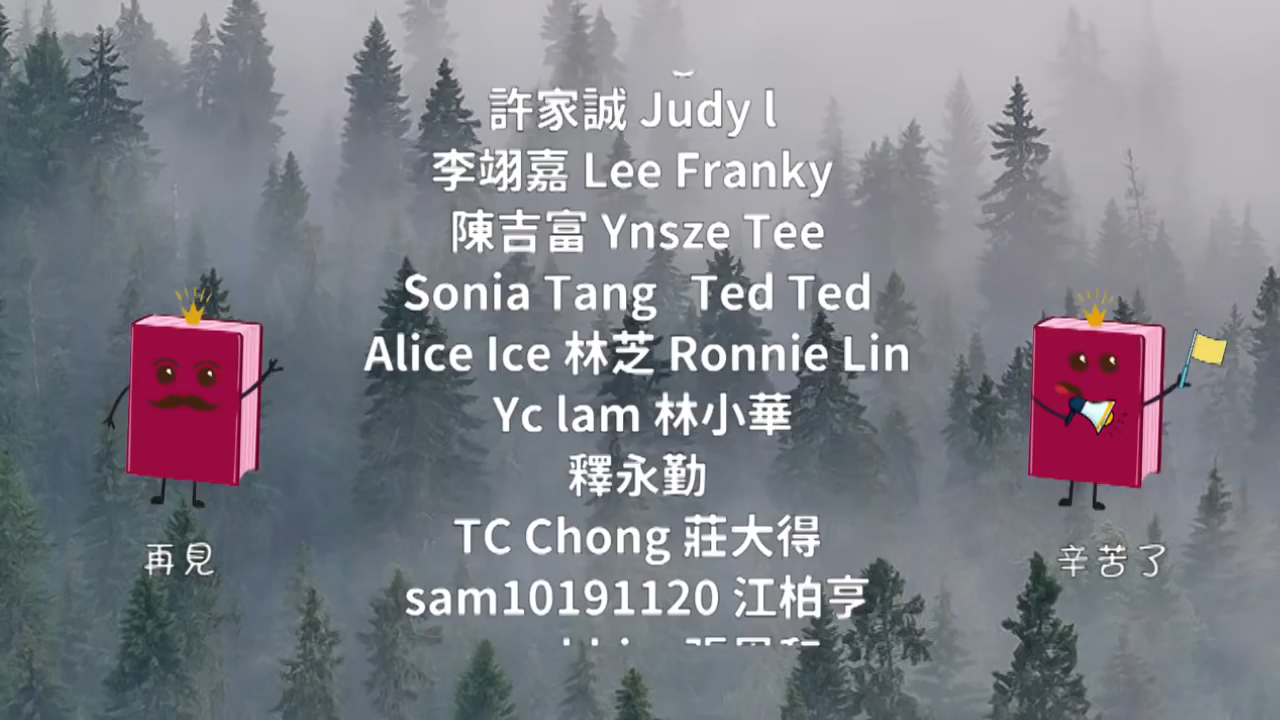 許家誠 Judy l
李翊嘉 Lee Franky
陳吉富 Ynsze Tee
Sonia Tang Ted Ted
Alice Ice 林芝 Ronnie Lin
Yc lam 林小華
釋永勤
TC Chong 莊大得
sam10191120 江柏亨
再見
辛苦了